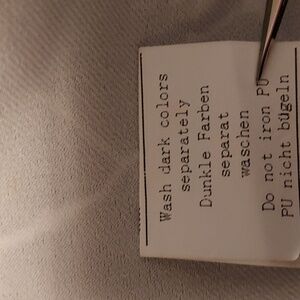 Wash dark colors
separately
Dunkle Farben
separat
waschen
Do not iron PU
PU nicht bügeln